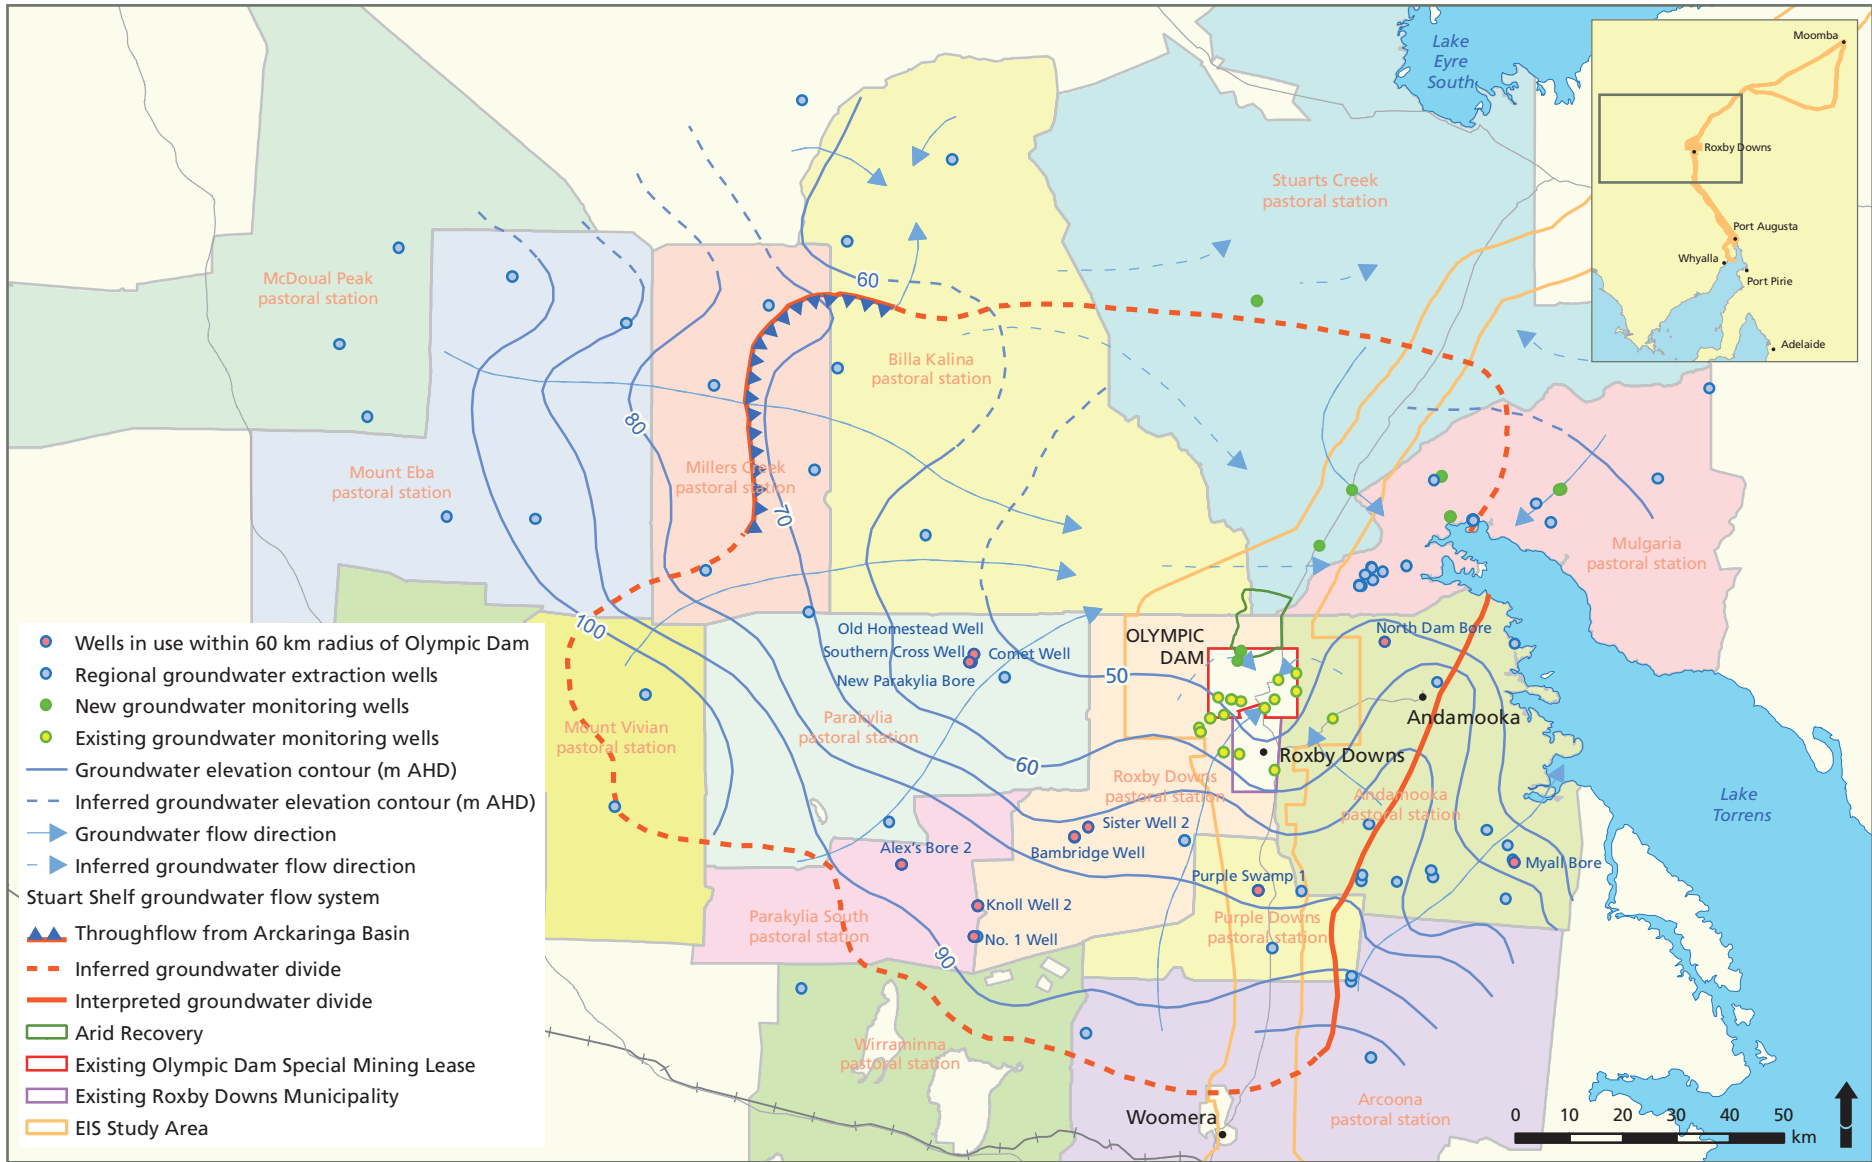 Lake
Eyre
South
Moomba
Roxby Downs
Port Augusta
Whyalla
Port Pirie
Adelaide
Stuarts Creek
pastoral station
McDoual Peak
pastoral station
60
Billa Kalina
pastoral station
80
Mount Eba
pastoral station
Millers Creek
pastoral station
70
Mulgaria
pastoral station
100
OLYMPIC
DAM
North Dam Bore
Old Homestead Well
Southern Cross Well
Comet Well
New Parakylia Bore
50
Andamooka
Mount Vivian
pastoral station
Parakylia
pastoral station
Roxby Downs
60
Roxby Downs
pastoral station
Andamooka
pastoral station
Lake
Torrens
Sister Well 2
Bambridge Well
Alex's Bore 2
Myall Bore
Purple Swamp 1
Knoll Well 2
Parakylia South
pastoral station
Purple Downs
pastoral station
No. 1 Well
90
Wirraminna
pastoral station
Arcoona
pastoral station
Woomera
Wells in use within 60 km radius of Olympic Dam
Regional groundwater extraction wells
New groundwater monitoring wells
Existing groundwater monitoring wells
Groundwater elevation contour (m AHD)
Inferred groundwater elevation contour (m AHD)
Groundwater flow direction
Inferred groundwater flow direction
Stuart Shelf groundwater flow system
Throughflow from Arckaringa Basin
Inferred groundwater divide
Interpreted groundwater divide
Arid Recovery
Existing Olympic Dam Special Mining Lease
Existing Roxby Downs Municipality
EIS Study Area
0 10 20 30 40 50
km